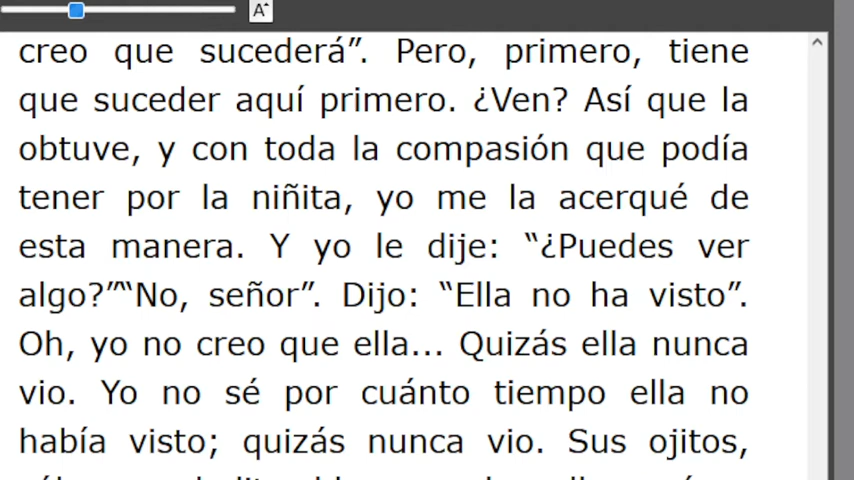 A
creo que sucederá”. Pero, primero, tiene
que suceder aquí primero. ¿Ven? Así que la
obtuve, y con toda la compasión que podía
tener por la niñita, yo me la acerqué de
esta manera. Y yo le dije: “¿Puedes ver
algo?”“No, señor”. Dijo: “Ella no ha visto”.
Oh, yo no creo que ella... Quizás ella nunca
vio. Yo no sé por cuánto tiempo ella no
había visto; quizás nunca vio. Sus ojitos,